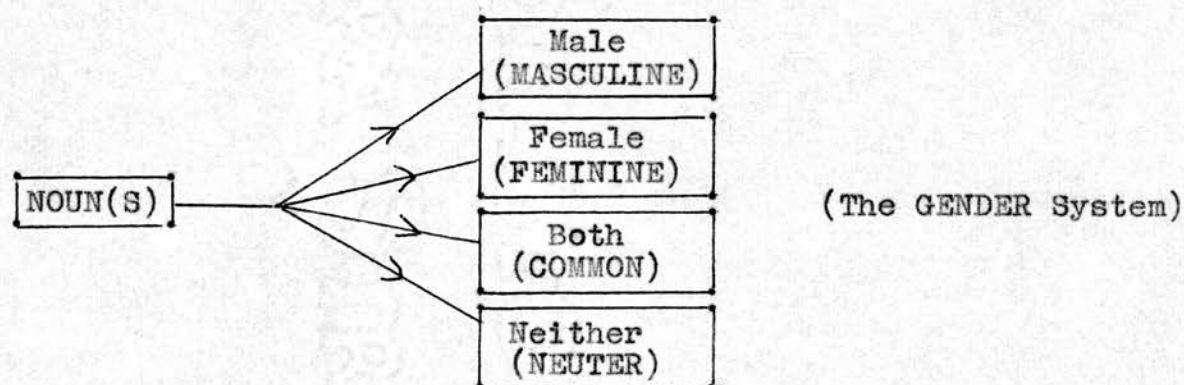 Male
(MASCULINE)
Female
(FEMININE)
NOUN(S)
(The GENDER System)
Both
(COMMON)
Neither
(NEUTER)